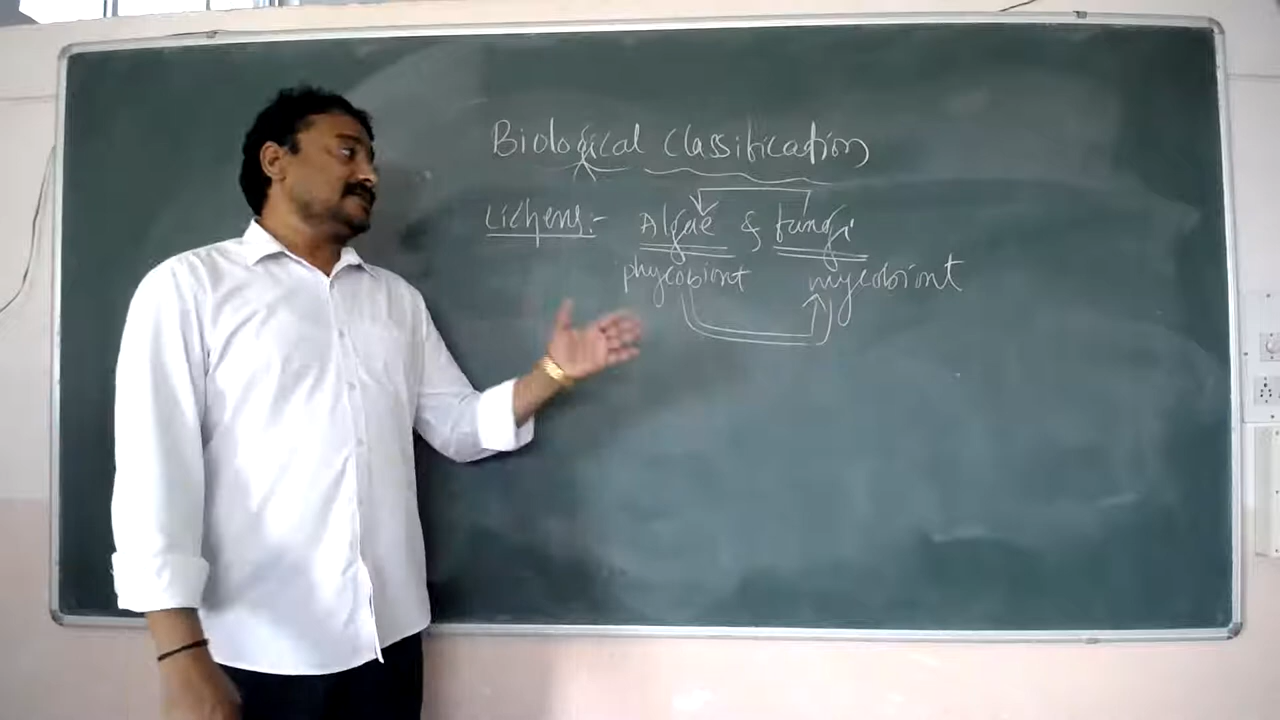 Biological Classification
Lichens:- Algae & fungi
phycobiont mycobiont